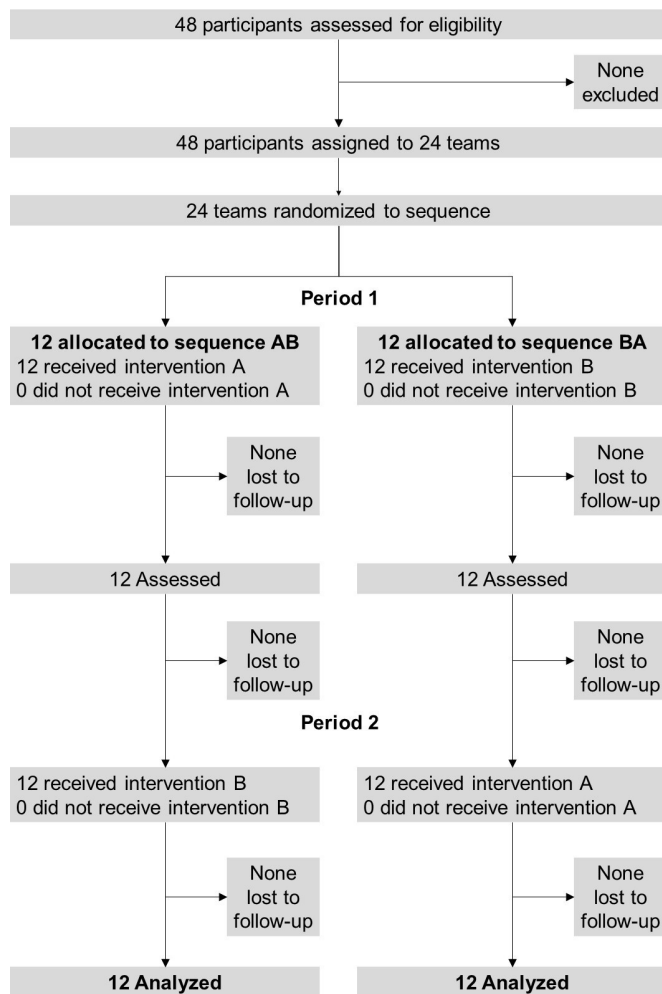 48 participants assessed for eligibility
None
excluded
48 participants assigned to 24 teams
24 teams randomized to sequence
Period 1
12 allocated to sequence AB
12 received intervention A
0 did not receive intervention A
12 allocated to sequence BA
12 received intervention B
0 did not receive intervention B
None
lost to
follow-up
None
lost to
follow-up
12 Assessed
12 Assessed
None
lost to
follow-up
None
lost to
follow-up
Period 2
12 received intervention B
0 did not receive intervention B
12 received intervention A
0 did not receive intervention A
None
lost to
follow-up
None
lost to
follow-up
12 Analyzed
12 Analyzed